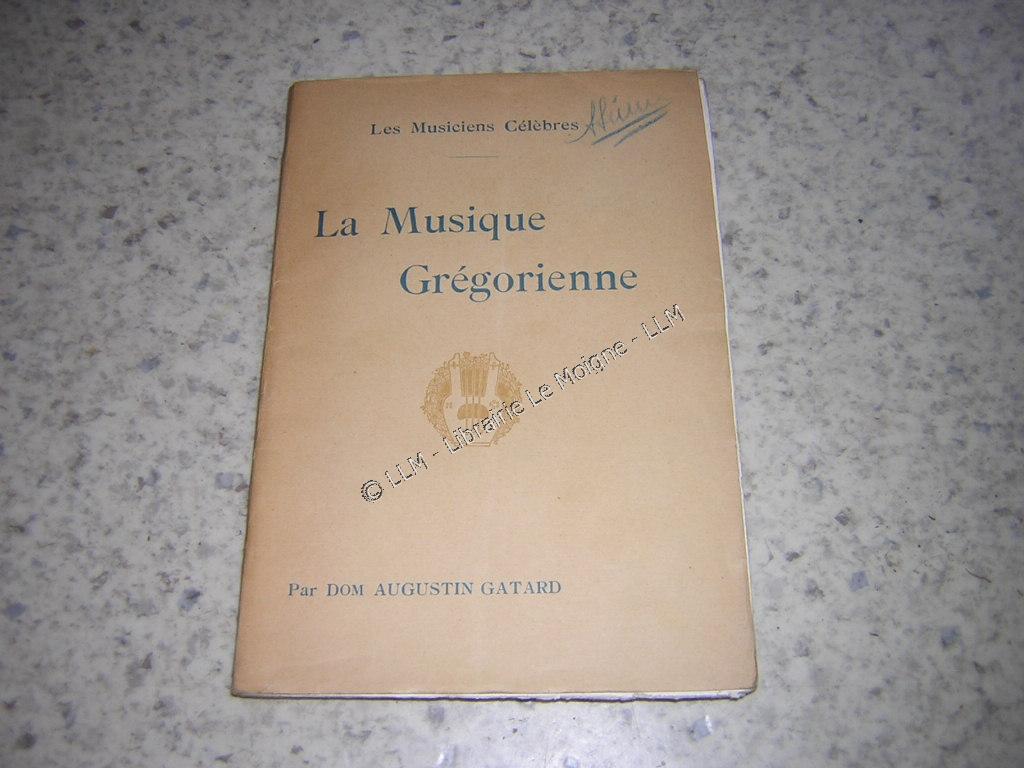 Les Musiciens Célèbres
La Musique
Grégorienne
© LLM - Librairie Le Moigne - LLM
Par DOM AUGUSTIN GATARD